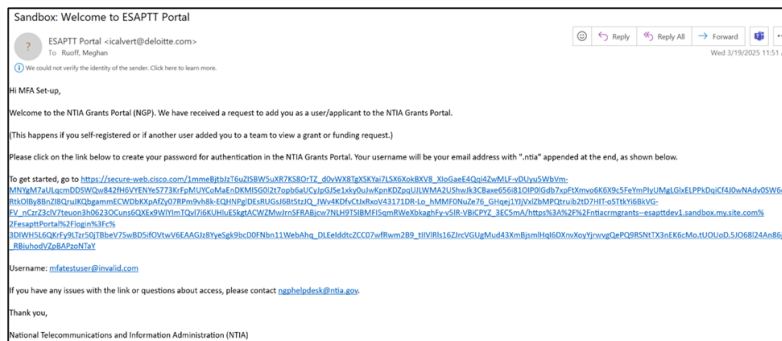 Sandbox: Welcome to ESAPTT Portal
ESAPTT Portal <icalvert@deloitte.com>
To Ruoff, Meghan
Reply
Reply All
Forward
Wed 3/19/2025 11:51
We could not verify the identity of the sender. Click here to learn more.
Hi MFA Set-up,
Welcome to the NTIA Grants Portal (NGP). We have received a request to add you as a user/applicant to the NTIA Grants Portal.
(This happens if you self-registered or if another user added you to a team to view a grant or funding request.)
Please click on the link below to create your password for authentication in the NTIA Grants Portal. Your username will be your email address with ".ntia" appended at the end, as shown below.
To get started, go to
Username: mfatestuser@invalid.com
If you have any issues with the link or questions about access, please contact ngphelpdesk@ntia.gov.
Thank you,
National Telecommunications and Information Administration (NTIA)